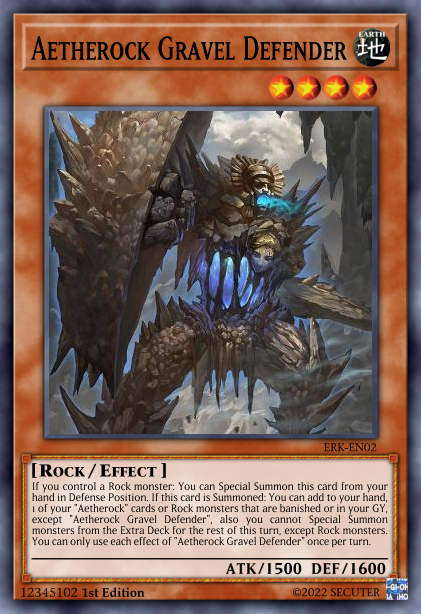 AETHEROCK GRAVEL DEFENDER
EARTH
地
ERK-EN02
[ ROCK / EFFECT ]
If you control a Rock monster: You can Special Summon this card from your
hand in Defense Position. If this card is Summoned: You can add to your hand,
1 of your "Aetherock" cards or Rock monsters that are banished or in your GY,
except "Aetherock Gravel Defender", also you cannot Special Summon
monsters from the Extra Deck for the rest of this turn, except Rock monsters.
You can only use each effect of "Aetherock Gravel Defender" once per turn.
ATK/1500 DEF/1600
12345102 1st Edition
©2022 SECUTER